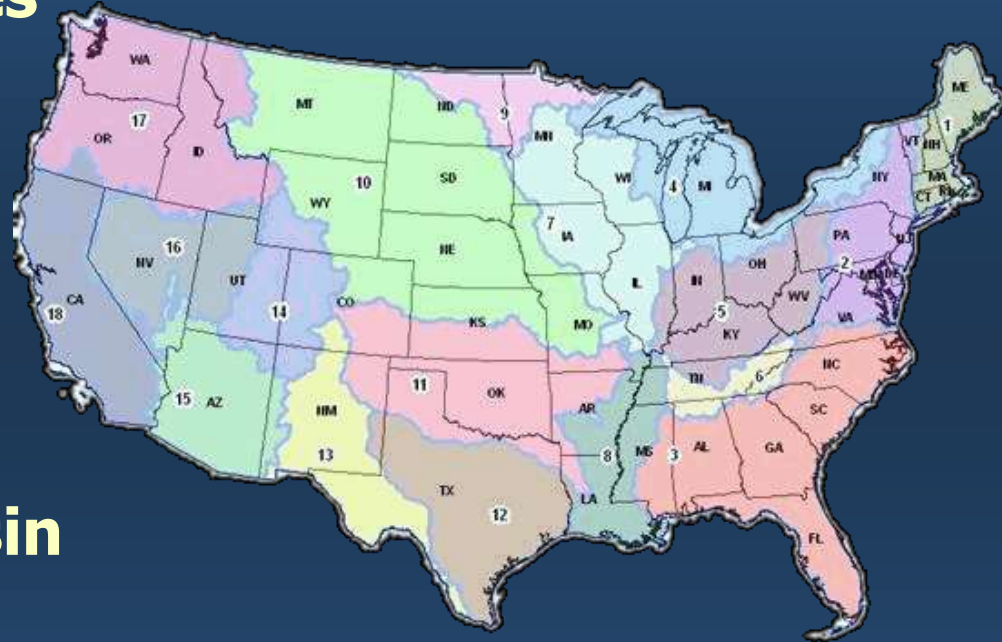 ts
sin
WA
MT
ND
9
MN
ME
OR
17
ID
VT
NH
1
MA
CT
RI
WY
10
SD
WI
4
MI
NY
7
IA
NE
PA
NJ
2
MD
DE
NV
16
UT
14
CO
IL
IN
OH
5
WV
VA
CA
18
KS
MO
KY
NC
TN
6
15
AZ
NM
13
11
OK
AR
SC
8
MS
3
AL
GA
TX
12
LA
FL